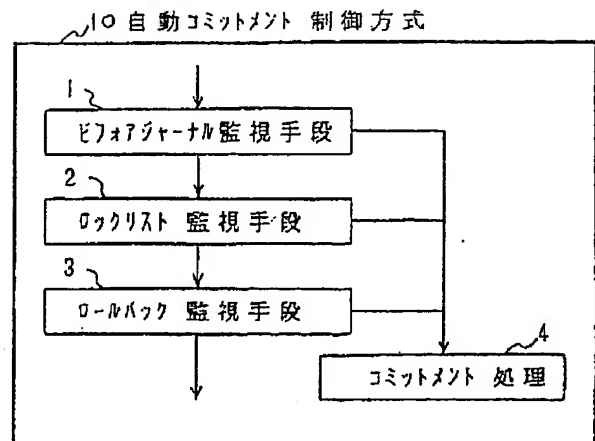 10 自動コミットメント 制御方式
1
ビフォアジャーナル監視手段
2
ロックリスト 監視手段
3
ロールバック 監視手段
4
コミットメント 処理